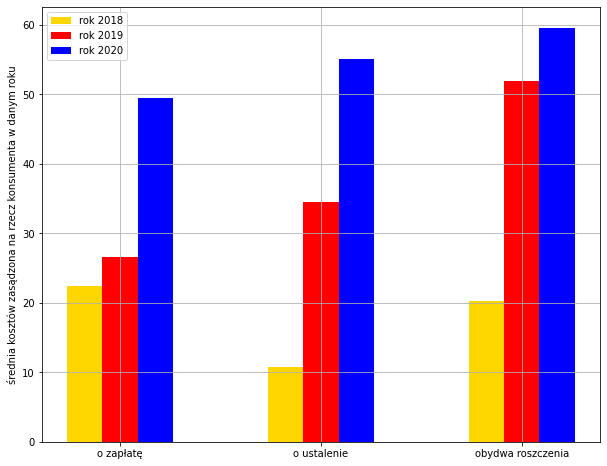 rok 2018
rok 2019
rok 2020
średnia kosztów zasądzona na rzecz konsumenta w danym roku
60
50
40
30
20
10
0
o zapłatę
o ustalenie
obydwa roszczenia